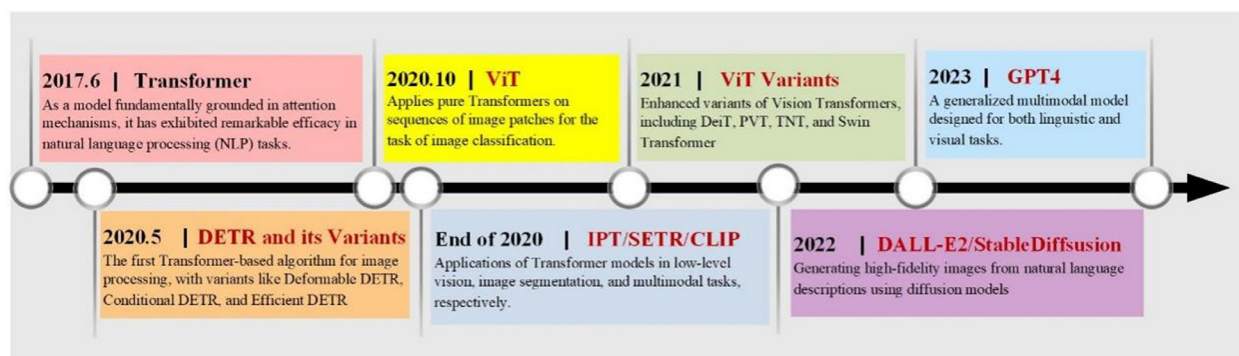 2017.6 | Transformer
As a model fundamentally grounded in attention
mechanisms, it has exhibited remarkable efficacy in
natural language processing (NLP) tasks.
2020.5 | DETR and its Variants
The first Transformer-based algorithm for image
processing, with variants like Deformable DETR,
Conditional DETR, and Efficient DETR
2020.10 | ViT
Applies pure Transformers on
sequences of image patches for the
task of image classification.
End of 2020 | IPT/SETR/CLIP
Applications of Transformer models in low-level
vision, image segmentation, and multimodal tasks,
respectively.
2021 | ViT Variants
Enhanced variants of Vision Transformers,
including DeiT, PVT, TNT, and Swin
Transformer
2022 | DALL-E2/StableDiffsusion
Generating high-fidelity images from natural language
descriptions using diffusion models
2023 | GPT4
A generalized multimodal model
designed for both linguistic and
visual tasks.